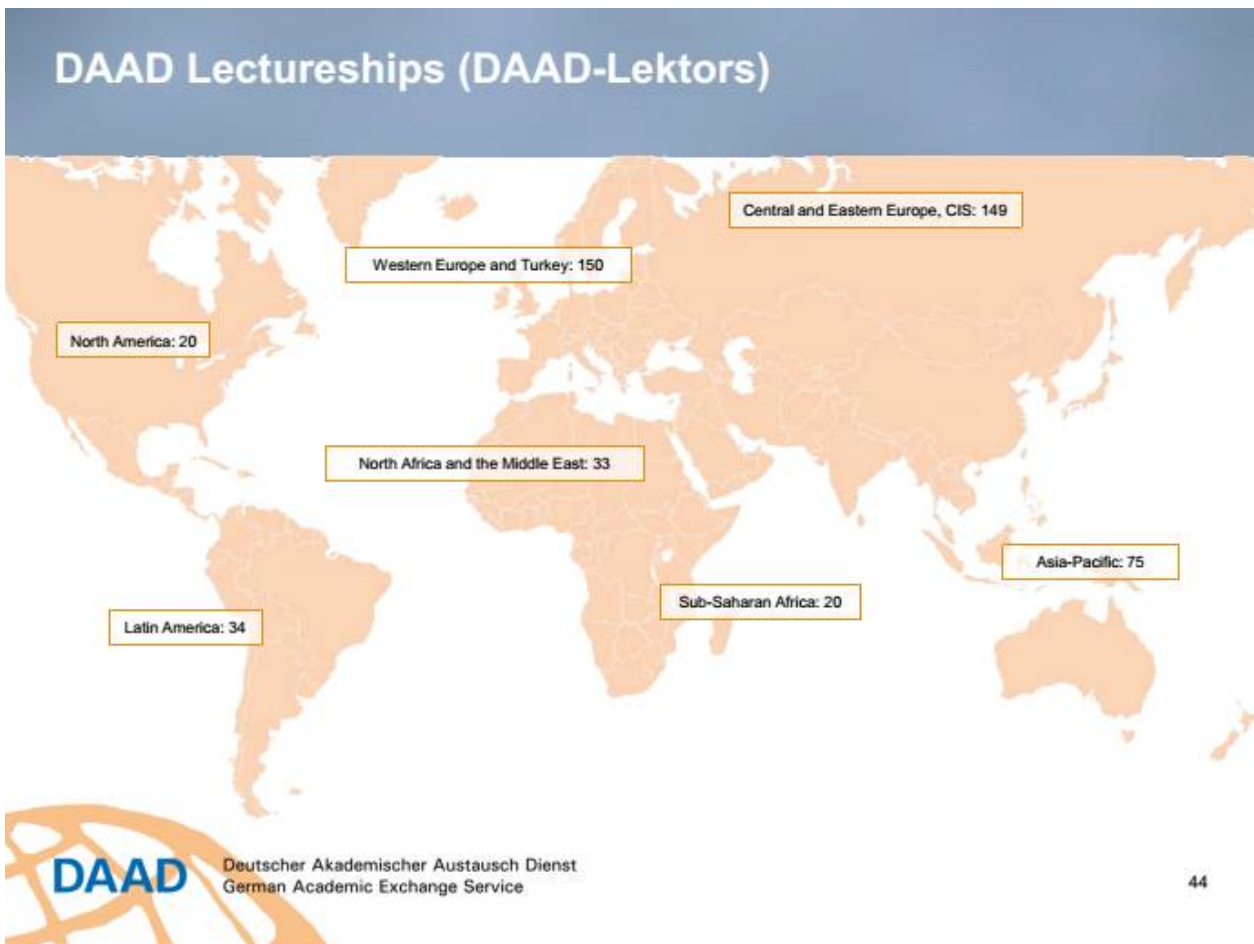 DAAD Lectureships (DAAD-Lektors)
Central and Eastern Europe, CIS: 149
Western Europe and Turkey: 150
North America: 20
North Africa and the Middle East: 33
Asia-Pacific: 75
Sub-Saharan Africa: 20
Latin America: 34
DAAD
Deutscher Akademischer Austausch Dienst
German Academic Exchange Service
44